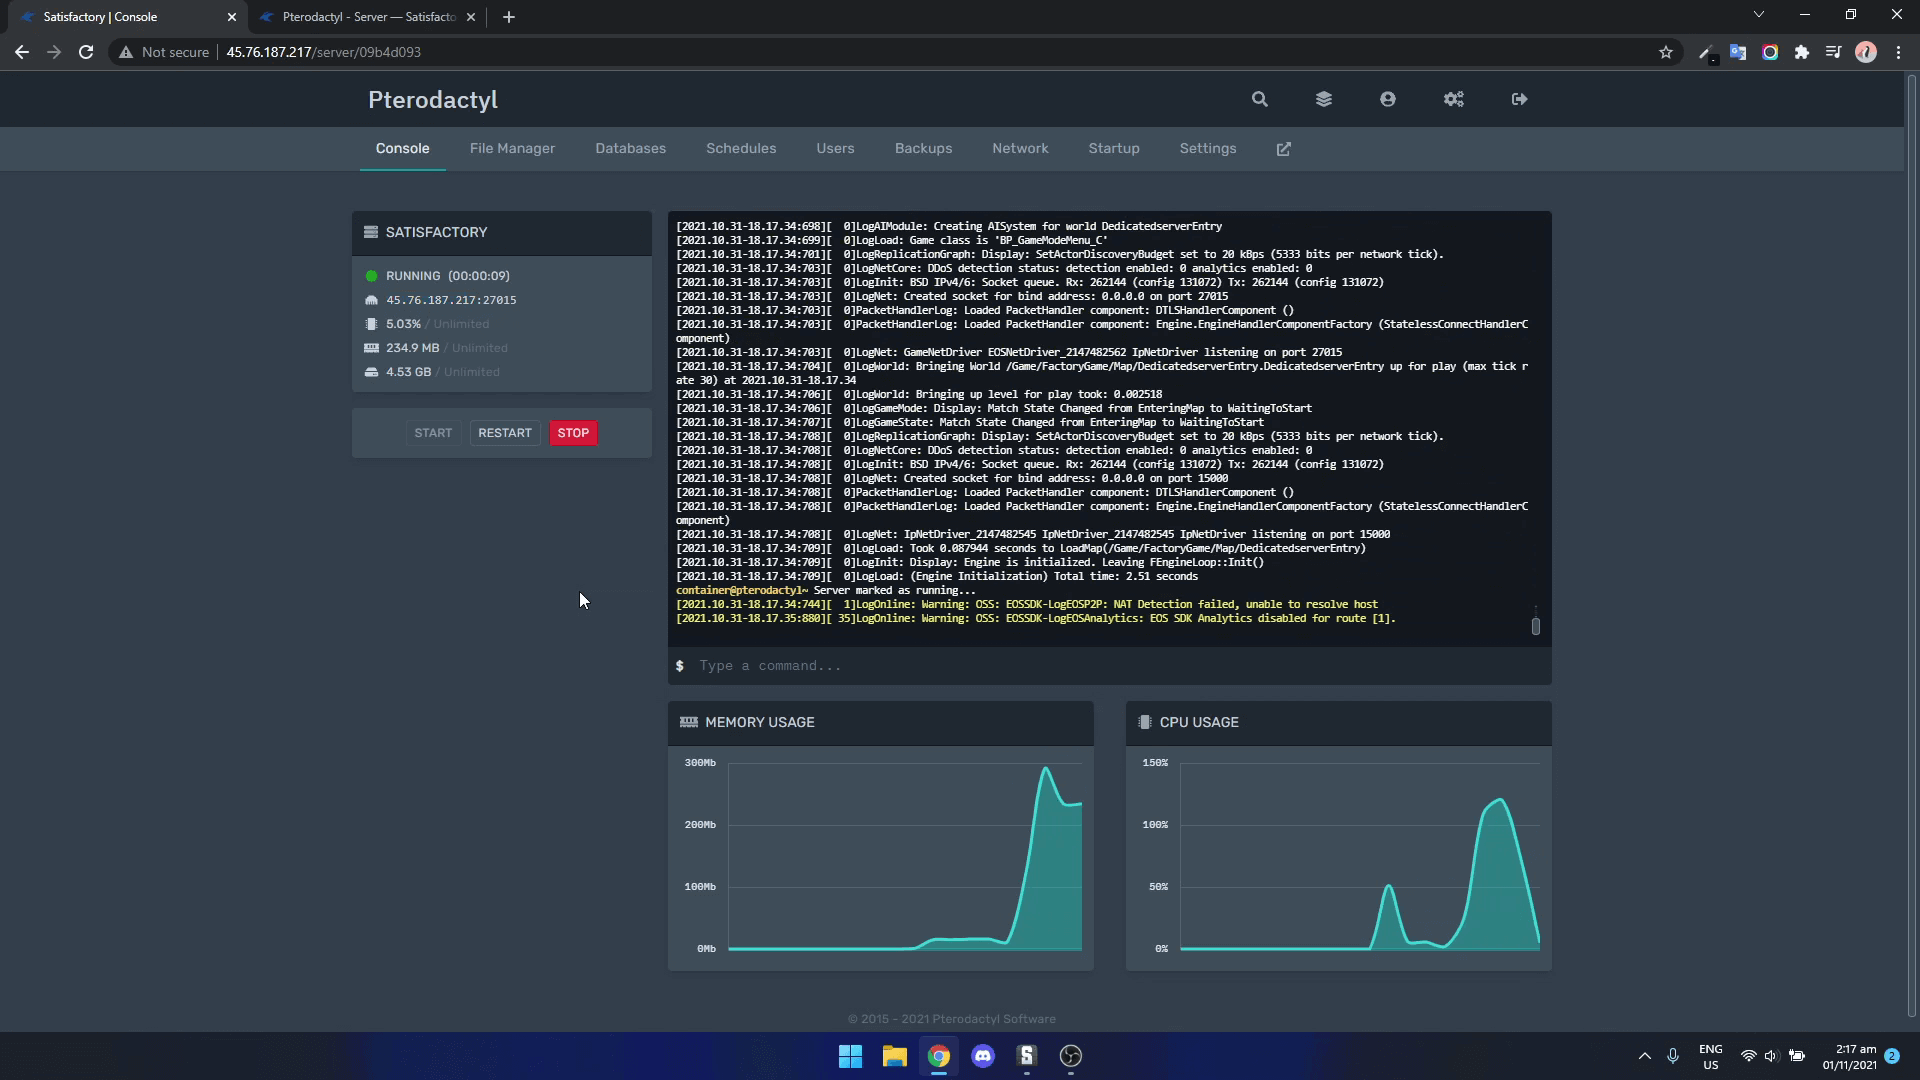 Satisfactory | Console
Pterodactyl - Server — Satisfacto
Not secure
45.76.187.217/server/09b4d093
Pterodactyl
Console
File Manager
Databases
Schedules
Users
Backups
Network
Startup
Settings
SATISFACTORY
RUNNING (00:00:09)
45.76.187.217:27015
5.03% / Unlimited
234.9 MB / Unlimited
4.53 GB / Unlimited
START
RESTART
STOP
[2021.10.31-18.17.34:698][  0]LogAIModule: Creating AISystem for world DedicatedserverEntry
[2021.10.31-18.17.34:699][  0]LogLoad: Game class is 'BP_GameModeMenu_C'
[2021.10.31-18.17.34:701][  0]LogReplicationGraph: Display: SetActorDiscoveryBudget set to 20 kBps (5333 bits per network tick).
[2021.10.31-18.17.34:703][  0]LogNetCore: DDoS detection status: detection enabled: 0 analytics enabled: 0
[2021.10.31-18.17.34:703][  0]LogInit: BSD IPv4/6: Socket queue. Rx: 262144 (config 131072) Tx: 262144 (config 131072)
[2021.10.31-18.17.34:703][  0]LogNet: Created socket for bind address: 0.0.0.0 on port 27015
[2021.10.31-18.17.34:703][  0]PacketHandlerLog: Loaded PacketHandler component: DTLSHandlerComponent ()
[2021.10.31-18.17.34:703][  0]PacketHandlerLog: Loaded PacketHandler component: Engine.EngineHandlerComponentFactory (StatelessConnectHandlerC
omponent)
[2021.10.31-18.17.34:703][  0]LogNet: GameNetDriver EOSNetDriver_2147482562 IpNetDriver listening on port 27015
[2021.10.31-18.17.34:704][  0]LogWorld: Bringing World /Game/FactoryGame/Map/DedicatedserverEntry.DedicatedserverEntry up for play (max tick r
ate 30) at 2021.10.31-18.17.34
[2021.10.31-18.17.34:706][  0]LogWorld: Bringing up level for play took: 0.002518
[2021.10.31-18.17.34:706][  0]LogGameMode: Display: Match State Changed from EnteringMap to WaitingToStart
[2021.10.31-18.17.34:707][  0]LogGameState: Match State Changed from EnteringMap to WaitingToStart
[2021.10.31-18.17.34:708][  0]LogReplicationGraph: Display: SetActorDiscoveryBudget set to 20 kBps (5333 bits per network tick).
[2021.10.31-18.17.34:708][  0]LogNetCore: DDoS detection status: detection enabled: 0 analytics enabled: 0
[2021.10.31-18.17.34:708][  0]LogInit: BSD IPv4/6: Socket queue. Rx: 262144 (config 131072) Tx: 262144 (config 131072)
[2021.10.31-18.17.34:708][  0]LogNet: Created socket for bind address: 0.0.0.0 on port 15000
[2021.10.31-18.17.34:708][  0]PacketHandlerLog: Loaded PacketHandler component: DTLSHandlerComponent ()
[2021.10.31-18.17.34:708][  0]PacketHandlerLog: Loaded PacketHandler component: Engine.EngineHandlerComponentFactory (StatelessConnectHandlerC
omponent)
[2021.10.31-18.17.34:708][  0]LogNet: IpNetDriver_2147482545 IpNetDriver_2147482545 IpNetDriver listening on port 15000
[2021.10.31-18.17.34:709][  0]LogLoad: Took 0.087944 seconds to LoadMap(/Game/FactoryGame/Map/DedicatedserverEntry)
[2021.10.31-18.17.34:709][  0]LogInit: Display: Engine is initialized. Leaving FEngineLoop::Init()
[2021.10.31-18.17.34:709][  0]LogLoad: (Engine Initialization) Total time: 2.51 seconds
container@pterodactyl~ Server marked as running...
[2021.10.31-18.17.34:744][  1]LogOnline: Warning: OSS: EOSSDK-LogEOSP2P: NAT Detection failed, unable to resolve host
[2021.10.31-18.17.35:880][ 35]LogOnline: Warning: OSS: EOSSDK-LogEOSAnalytics: EOS SDK Analytics disabled for route [1].
$ Type a command...
MEMORY USAGE
300Mb
200Mb
100Mb
0Mb
CPU USAGE
150%
100%
50%
0%
© 2015 - 2021 Pterodactyl Software
ENG
US
2:17 am
01/11/2021
2